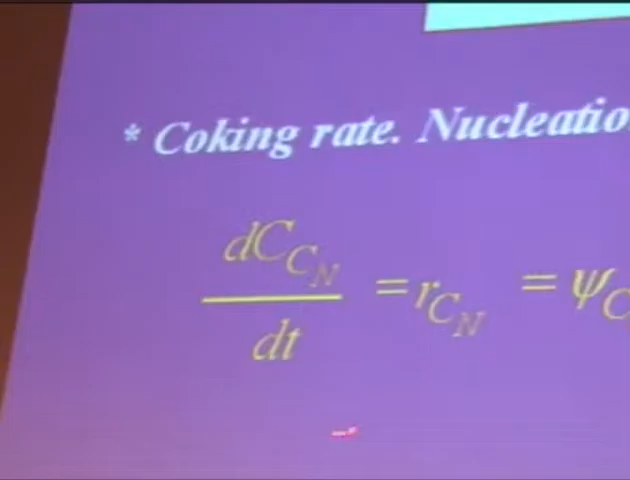 * Coking rate. Nucleatio
dC_{C_N}
= r_{C_N} = ψ_C
dt